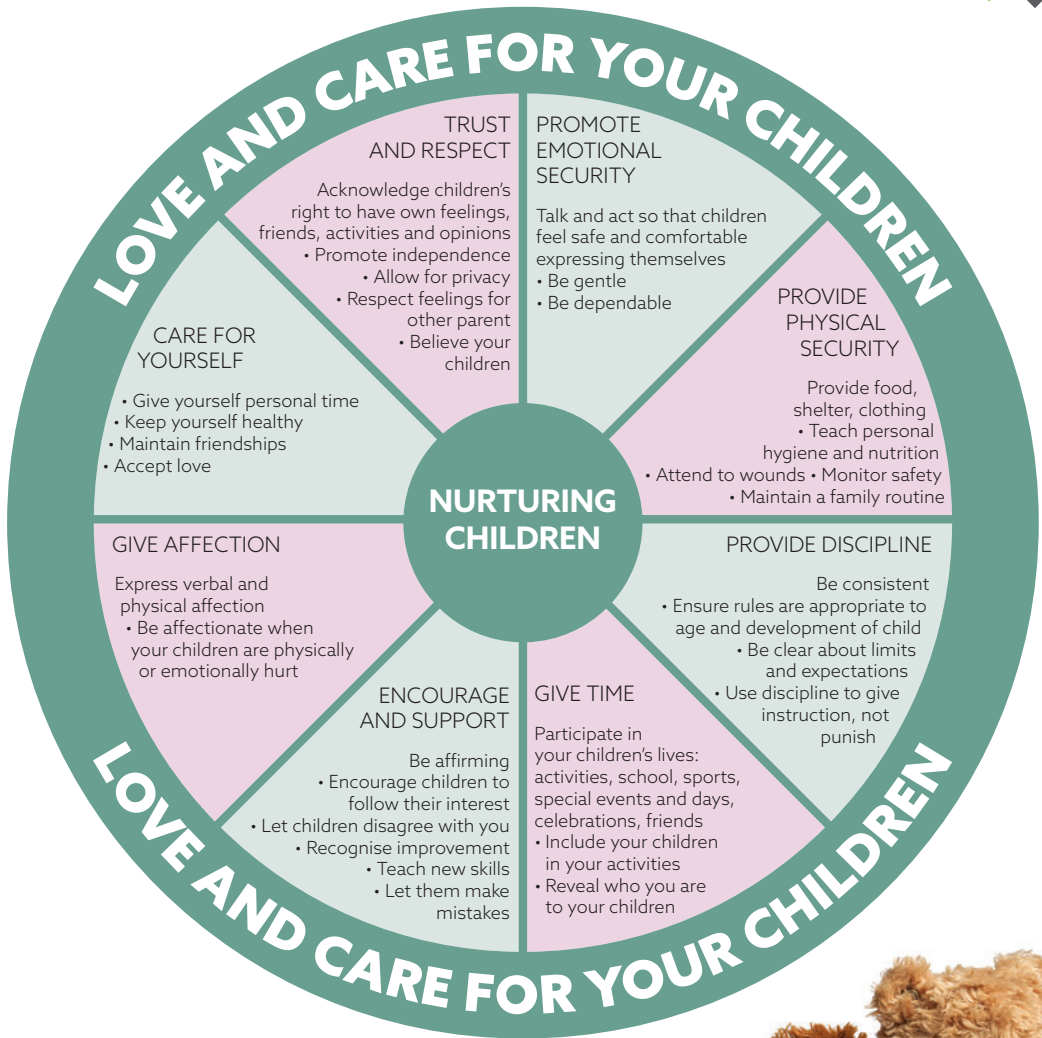 LOVE AND CARE FOR YOUR CHILDREN
TRUST
AND RESPECT
Acknowledge children’s
right to have own feelings,
friends, activities and opinions
• Promote independence
• Allow for privacy
• Respect feelings for
other parent
• Believe your
children
PROMOTE
EMOTIONAL
SECURITY
Talk and act so that children
feel safe and comfortable
expressing themselves
• Be gentle
• Be dependable
PROVIDE
PHYSICAL
SECURITY
Provide food,
shelter, clothing
• Teach personal
hygiene and nutrition
• Attend to wounds • Monitor safety
• Maintain a family routine
PROVIDE DISCIPLINE
Be consistent
• Ensure rules are appropriate to
age and development of child
• Be clear about limits
and expectations
• Use discipline to give
instruction, not
punish
GIVE TIME
Participate in
your children’s lives:
activities, school, sports,
special events and days,
celebrations, friends
• Include your children
in your activities
• Reveal who you are
to your children
ENCOURAGE
AND SUPPORT
Be affirming
• Encourage children to
follow their interest
• Let children disagree with you
• Recognise improvement
• Teach new skills
• Let them make
mistakes
GIVE AFFECTION
Express verbal and
physical affection
• Be affectionate when
your children are physically
or emotionally hurt
CARE FOR
YOURSELF
• Give yourself personal time
• Keep yourself healthy
• Maintain friendships
• Accept love
NURTURING
CHILDREN
LOVE AND CARE FOR YOUR CHILDREN